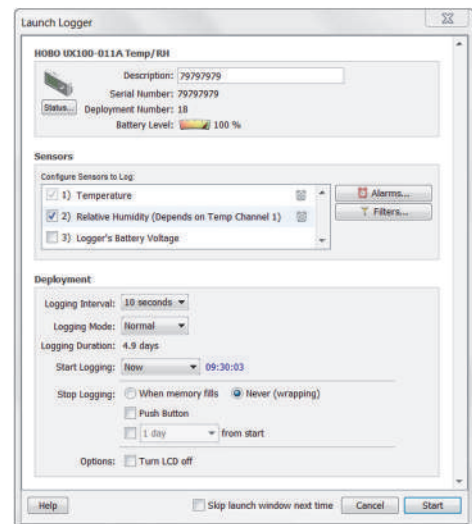 Launch Logger
HOBO UX100-011A Temp/RH
Description: 79797979
Serial Number: 79797979
Status... Deployment Number: 18
Battery Level: 100 %
Sensors
Configure Sensors to Log:
1) Temperature
Alarms...
2) Relative Humidity (Depends on Temp Channel 1)
Filters...
3) Logger's Battery Voltage
Deployment
Logging Interval: 10 seconds
Logging Mode: Normal
Logging Duration: 4.9 days
Start Logging: Now 09:30:03
Stop Logging: When memory fills Never (wrapping)
Push Button
1 day from start
Options: Turn LCD off
Help Skip launch window next time Cancel Start